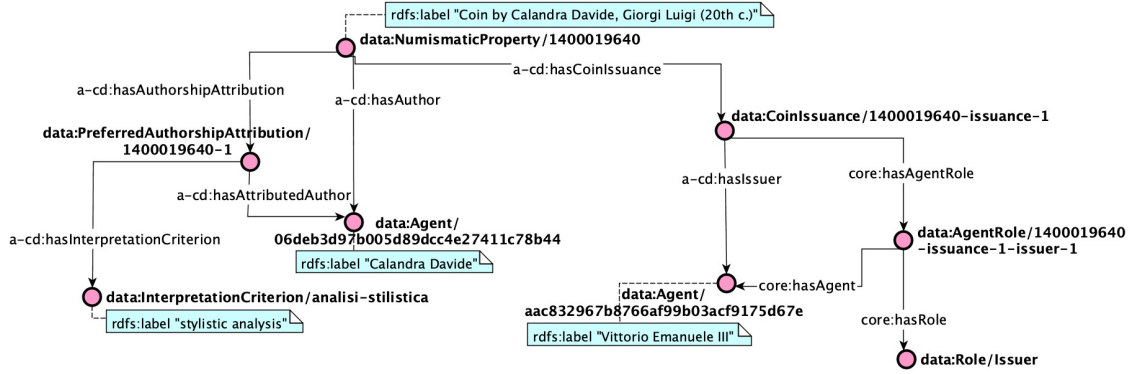 rdfs:label "Coin by Calandra Davide, Giorgi Luigi (20th c.)"
data:NumismaticProperty/1400019640
a-cd:hasCoinIssuance
a-cd:hasAuthorshipAttribution
a-cd:hasAuthor
data:CoinIssuance/1400019640-issuance-1
data:PreferredAuthorshipAttribution/
1400019640-1
a-cd:hasIssuer
core:hasAgentRole
a-cd:hasAttributedAuthor
data:Agent/
06deb3d97b005d89dcc4e27411c78b44
rdfs:label "Calandra Davide"
a-cd:hasInterpretationCriterion
data:AgentRole/1400019640
-issuance-1-issuer-1
core:hasAgent
data:InterpretationCriterion/analisi-stilistica
rdfs:label "stylistic analysis"
data:Agent/
aac832967b8766af99b03acf9175d67e
rdfs:label "Vittorio Emanuele III"
core:hasRole
data:Role/Issuer